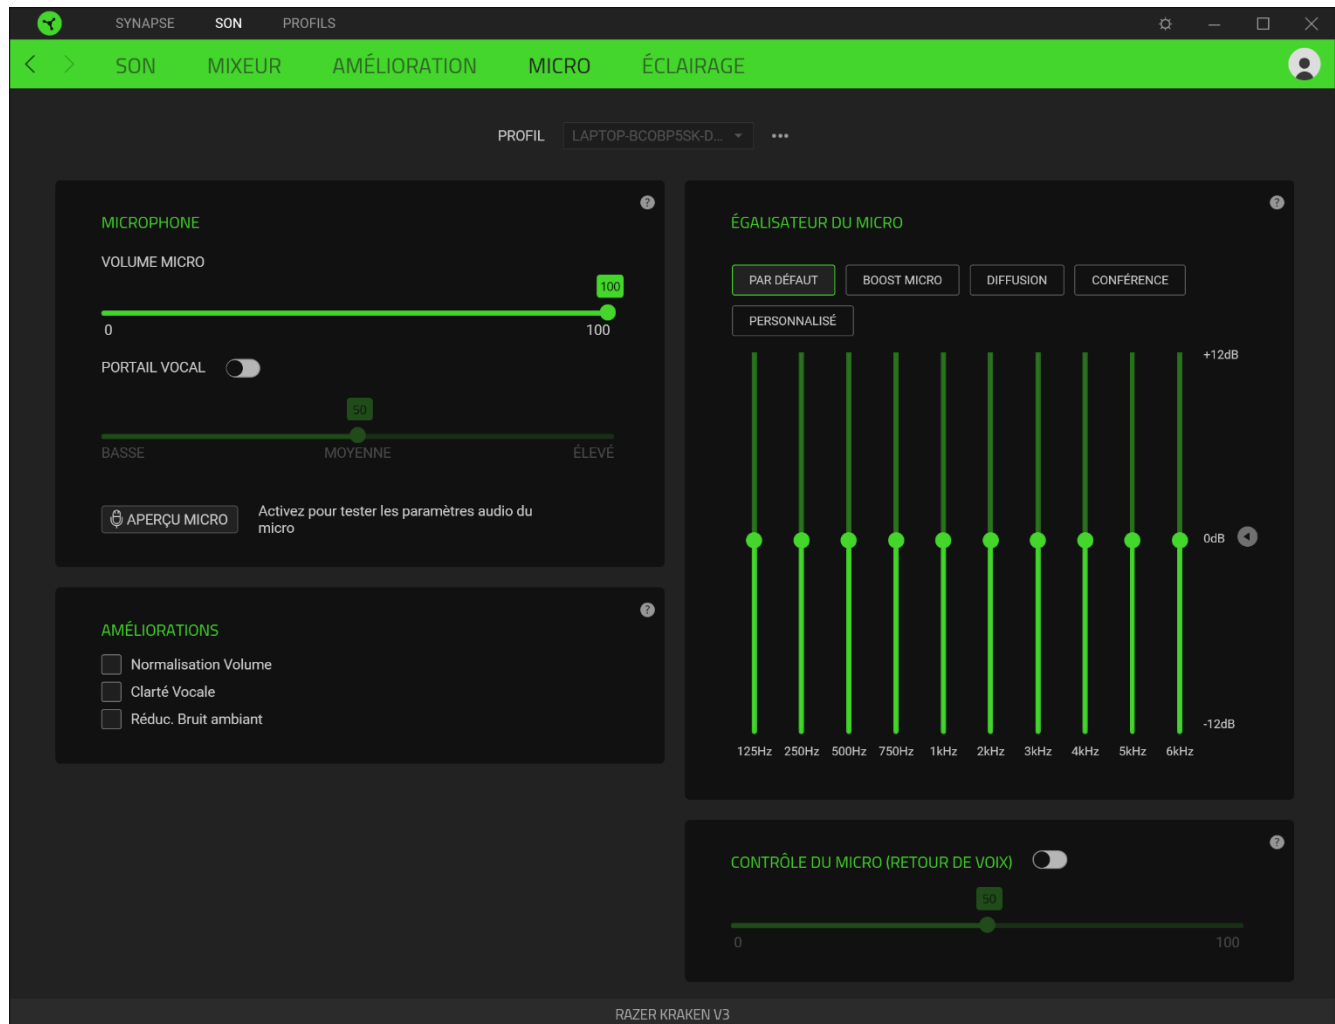 SYNAPSE SON PROFILS
SON MIXEUR AMÉLIORATION MICRO ÉCLAIRAGE
PROFIL LAPTOP-BCOBP5SK-D...
MICROPHONE
VOLUME MICRO
100
0 100
PORTAIL VOCAL
50
BASSE MOYENNE ÉLEVÉ
APERÇU MICRO
Activez pour tester les paramètres audio du
micro
AMÉLIORATIONS
Normalisation Volume
Clarté Vocale
Réduc. Bruit ambiant
ÉGALISATEUR DU MICRO
PAR DÉFAUT BOOST MICRO DIFFUSION CONFÉRENCE
PERSONNALISÉ
+12dB
0dB
-12dB
125Hz 250Hz 500Hz 750Hz 1kHz 2kHz 3kHz 4kHz 5kHz 6kHz
CONTRÔLE DU MICRO (RETOUR DE VOIX)
50
0 100
RAZER KRAKEN V3